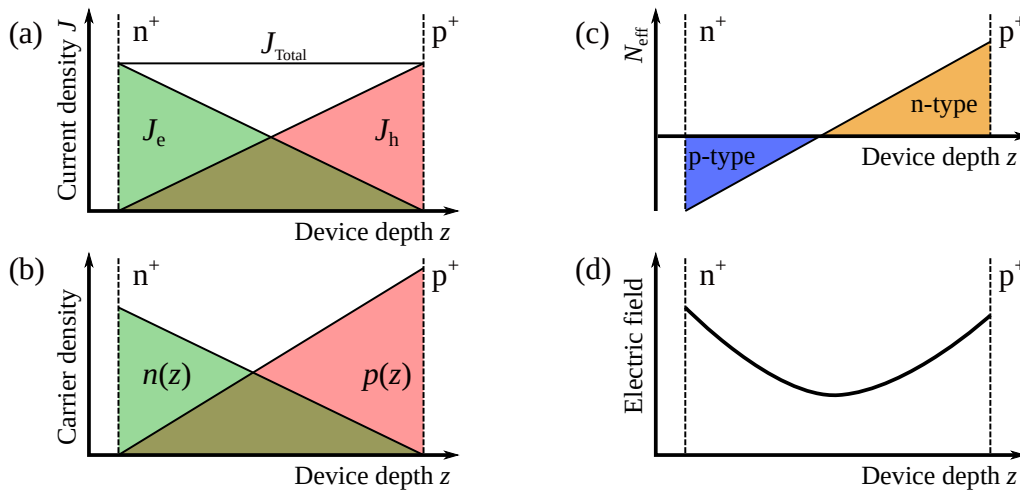 (a)
Current density J
n⁺
J_Total
p⁺
J_e
J_h
Device depth z
(b)
Carrier density
n⁺
p⁺
n(z)
p(z)
Device depth z
(c)
N_eff
n⁺
p⁺
n-type
p-type
Device depth z
(d)
Electric field
n⁺
p⁺
Device depth z